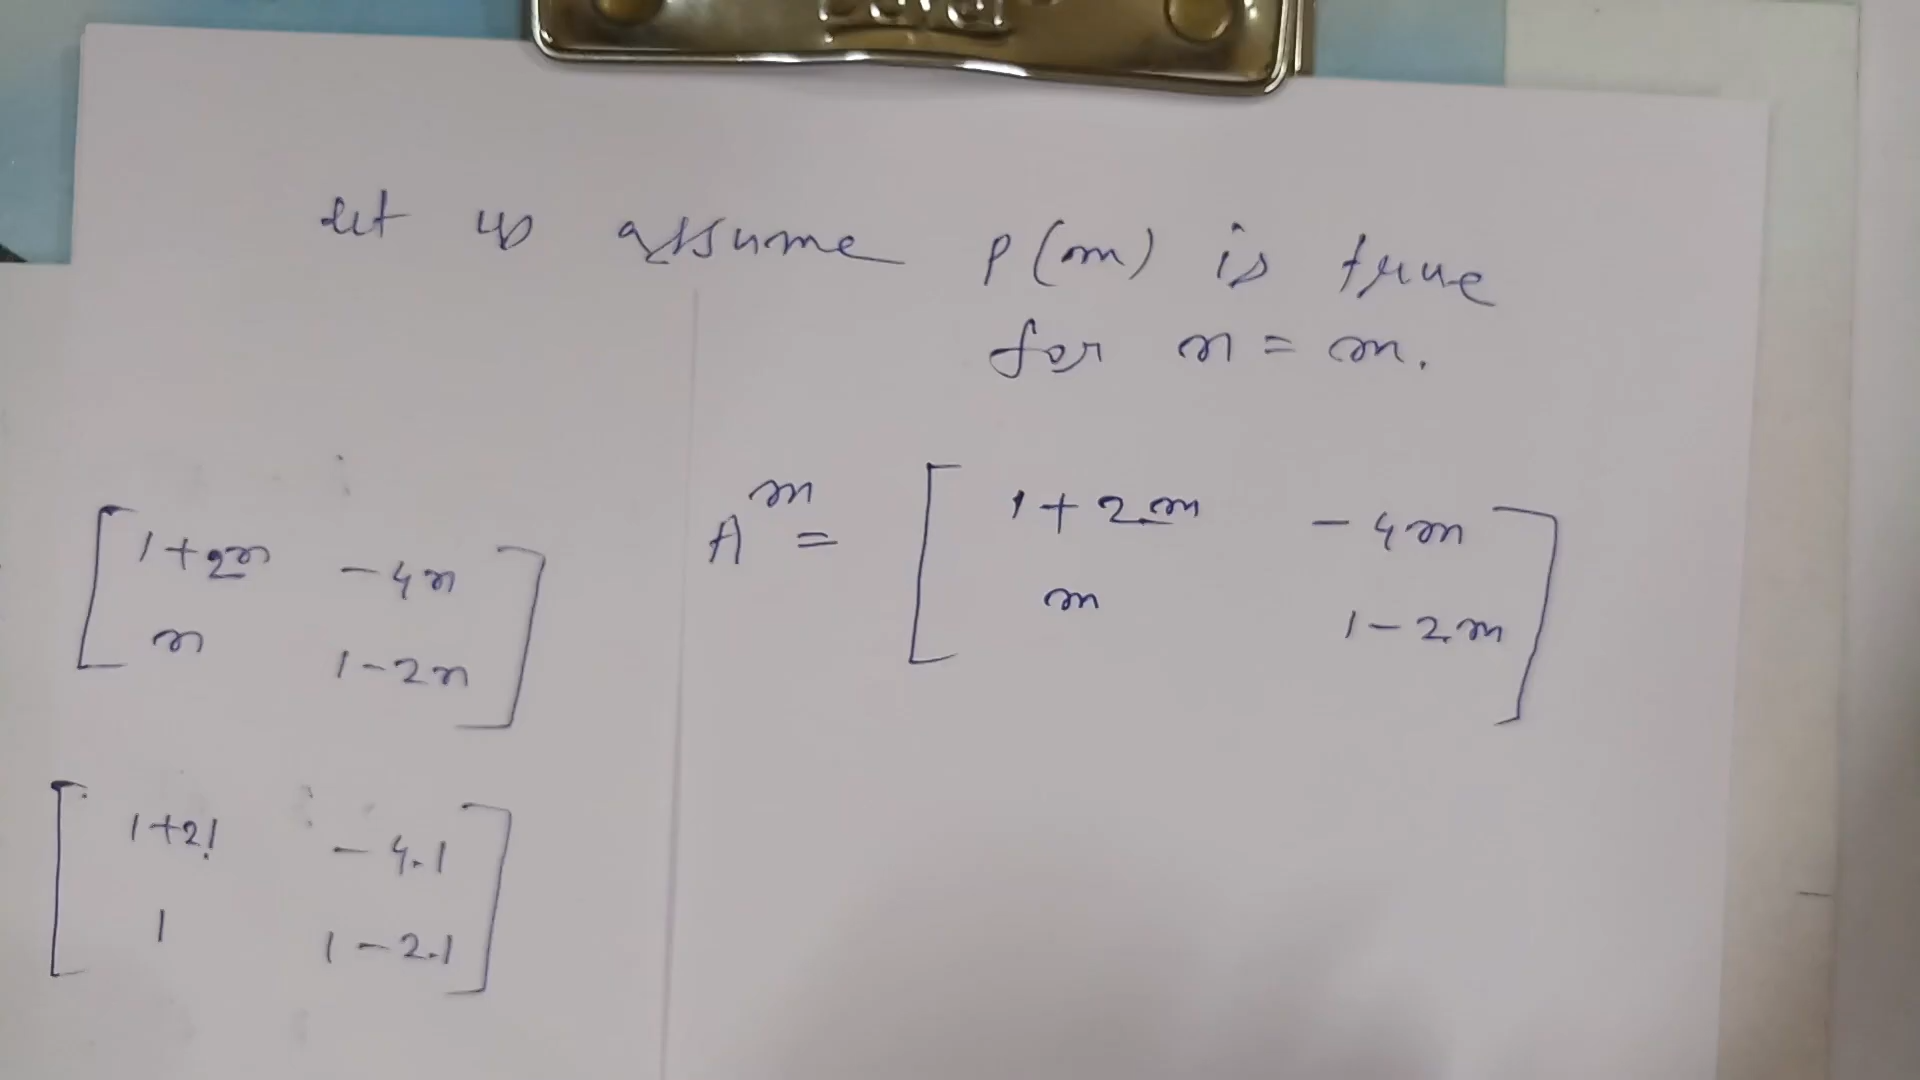 let us assume P(m) is true
for n = m.
[ 1+2n -4n
n 1-2n ]
A^m = [ 1+2m -4m
m 1-2m ]
[ 1+2.1 -4.1
1 1-2.1 ]